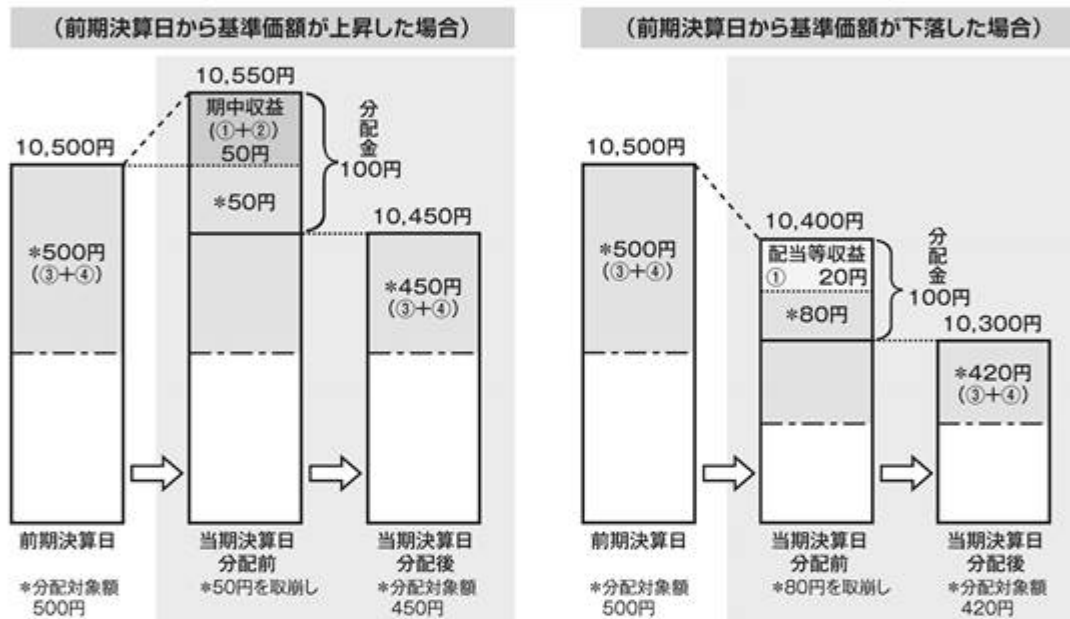 (前期決算日から基準価額が上昇した場合)
10,550円
期中収益
(①+②)
50円
*50円
分配金
100円
10,500円
*500円
(③+④)
10,450円
*450円
(③+④)
前期決算日
*分配対象額
500円
当期決算日
分配前
*50円を取崩し
当期決算日
分配後
*分配対象額
450円
(前期決算日から基準価額が下落した場合)
10,500円
*500円
(③+④)
10,400円
配当等収益
① 20円
*80円
分配金
100円
10,300円
*420円
(③+④)
前期決算日
*分配対象額
500円
当期決算日
分配前
*80円を取崩し
当期決算日
分配後
*分配対象額
420円